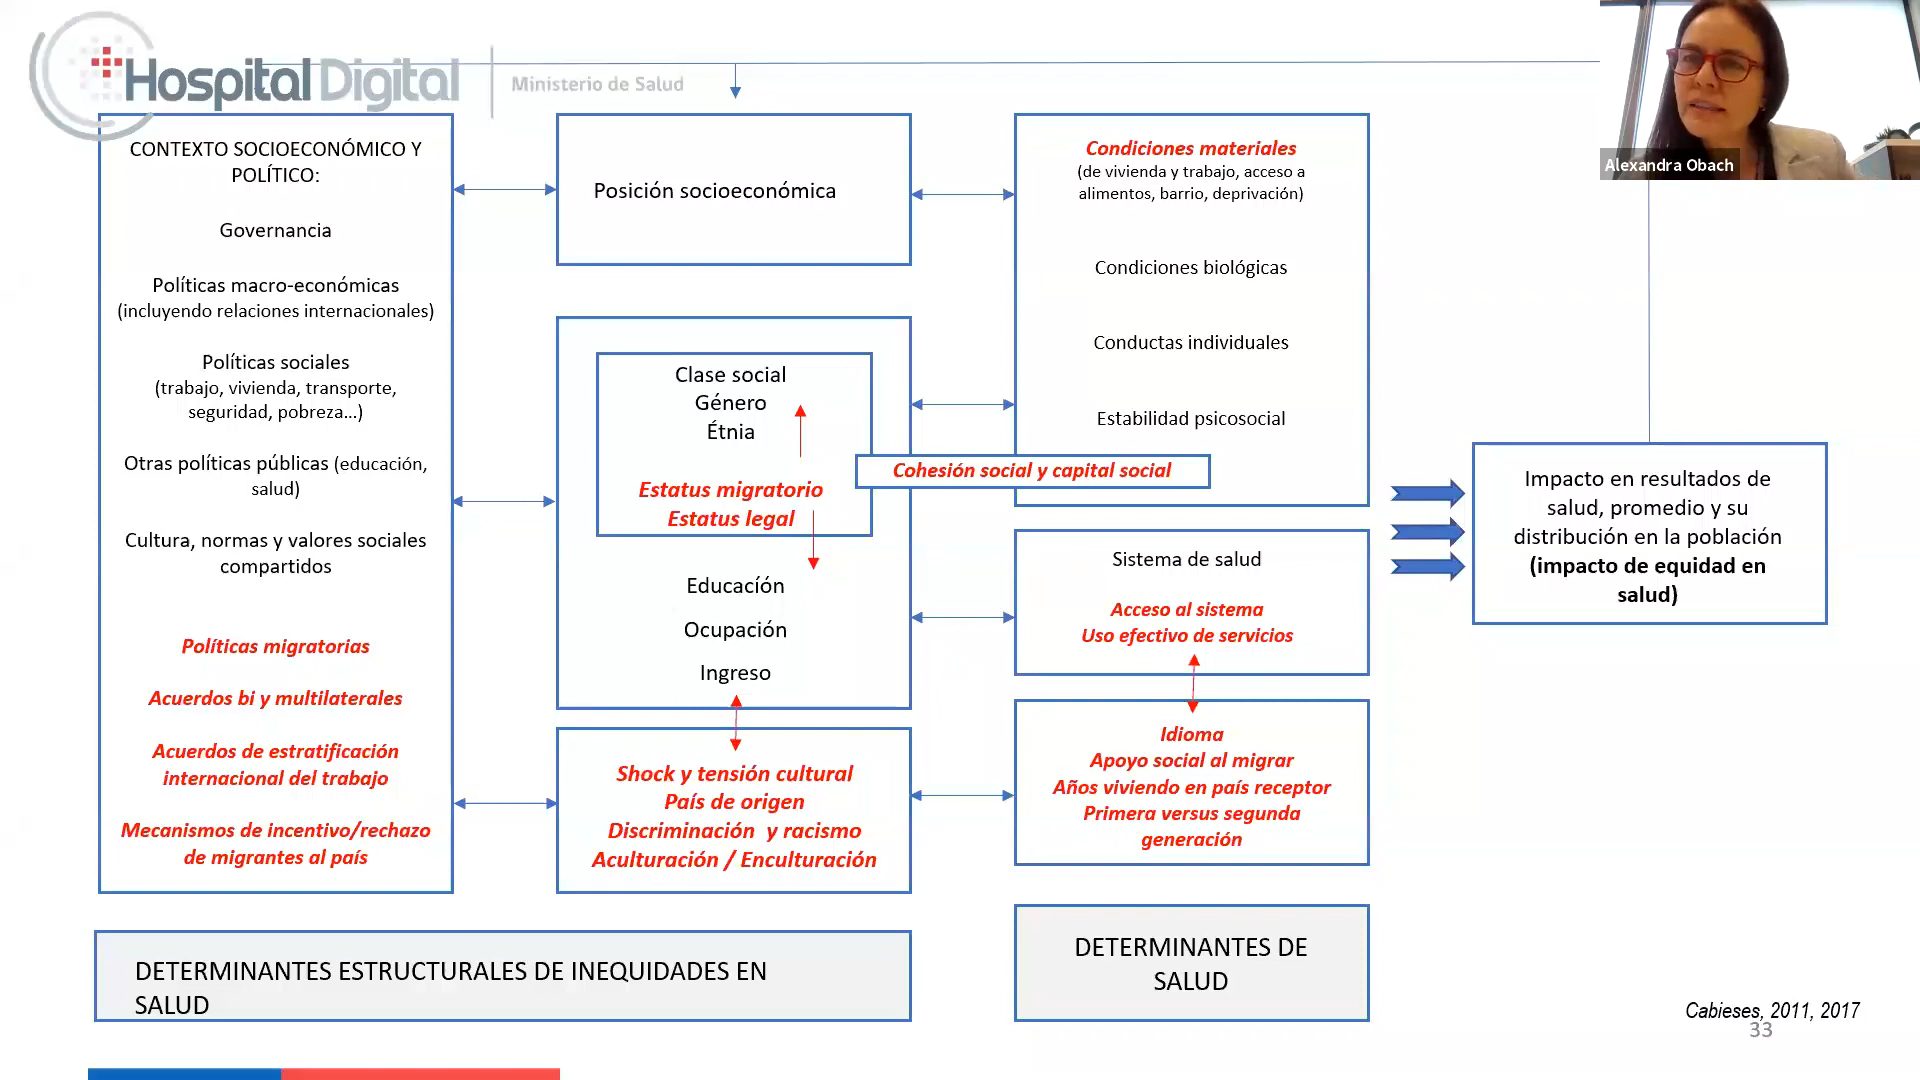 Hospital Digital
Ministerio de Salud
Alexandra Obach
CONTEXTO SOCIOECONÓMICO Y
POLÍTICO:
Governancia
Políticas macro-económicas
(incluyendo relaciones internacionales)
Políticas sociales
(trabajo, vivienda, transporte,
seguridad, pobreza...)
Otras políticas públicas (educación,
salud)
Cultura, normas y valores sociales
compartidos
Políticas migratorias
Acuerdos bi y multilaterales
Acuerdos de estratificación
internacional del trabajo
Mecanismos de incentivo/rechazo
de migrantes al país
Posición socioeconómica
Clase social
Género
Étnia
Estatus migratorio
Estatus legal
Educación
Ocupación
Ingreso
Shock y tensión cultural
País de origen
Discriminación y racismo
Aculturación / Enculturación
Condiciones materiales
(de vivienda y trabajo, acceso a
alimentos, barrio, deprivación)
Condiciones biológicas
Conductas individuales
Estabilidad psicosocial
Cohesión social y capital social
Sistema de salud
Acceso al sistema
Uso efectivo de servicios
Idioma
Apoyo social al migrar
Años viviendo en país receptor
Primera versus segunda
generación
Impacto en resultados de
salud, promedio y su
distribución en la población
(impacto de equidad en
salud)
DETERMINANTES ESTRUCTURALES DE INEQUIDADES EN
SALUD
DETERMINANTES DE
SALUD
Cabieses, 2011, 2017
33